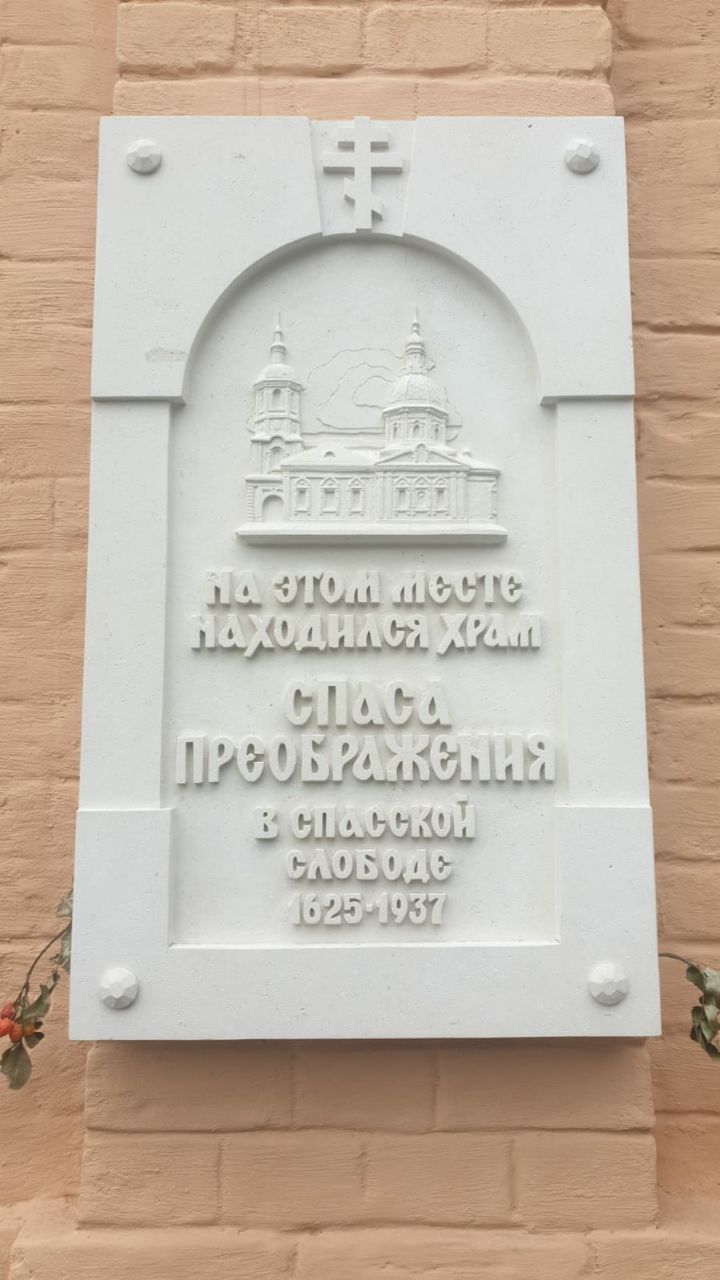 На этом месте
находился храм
Спаса
Преображения
в Спасской
слободе
1625-1937